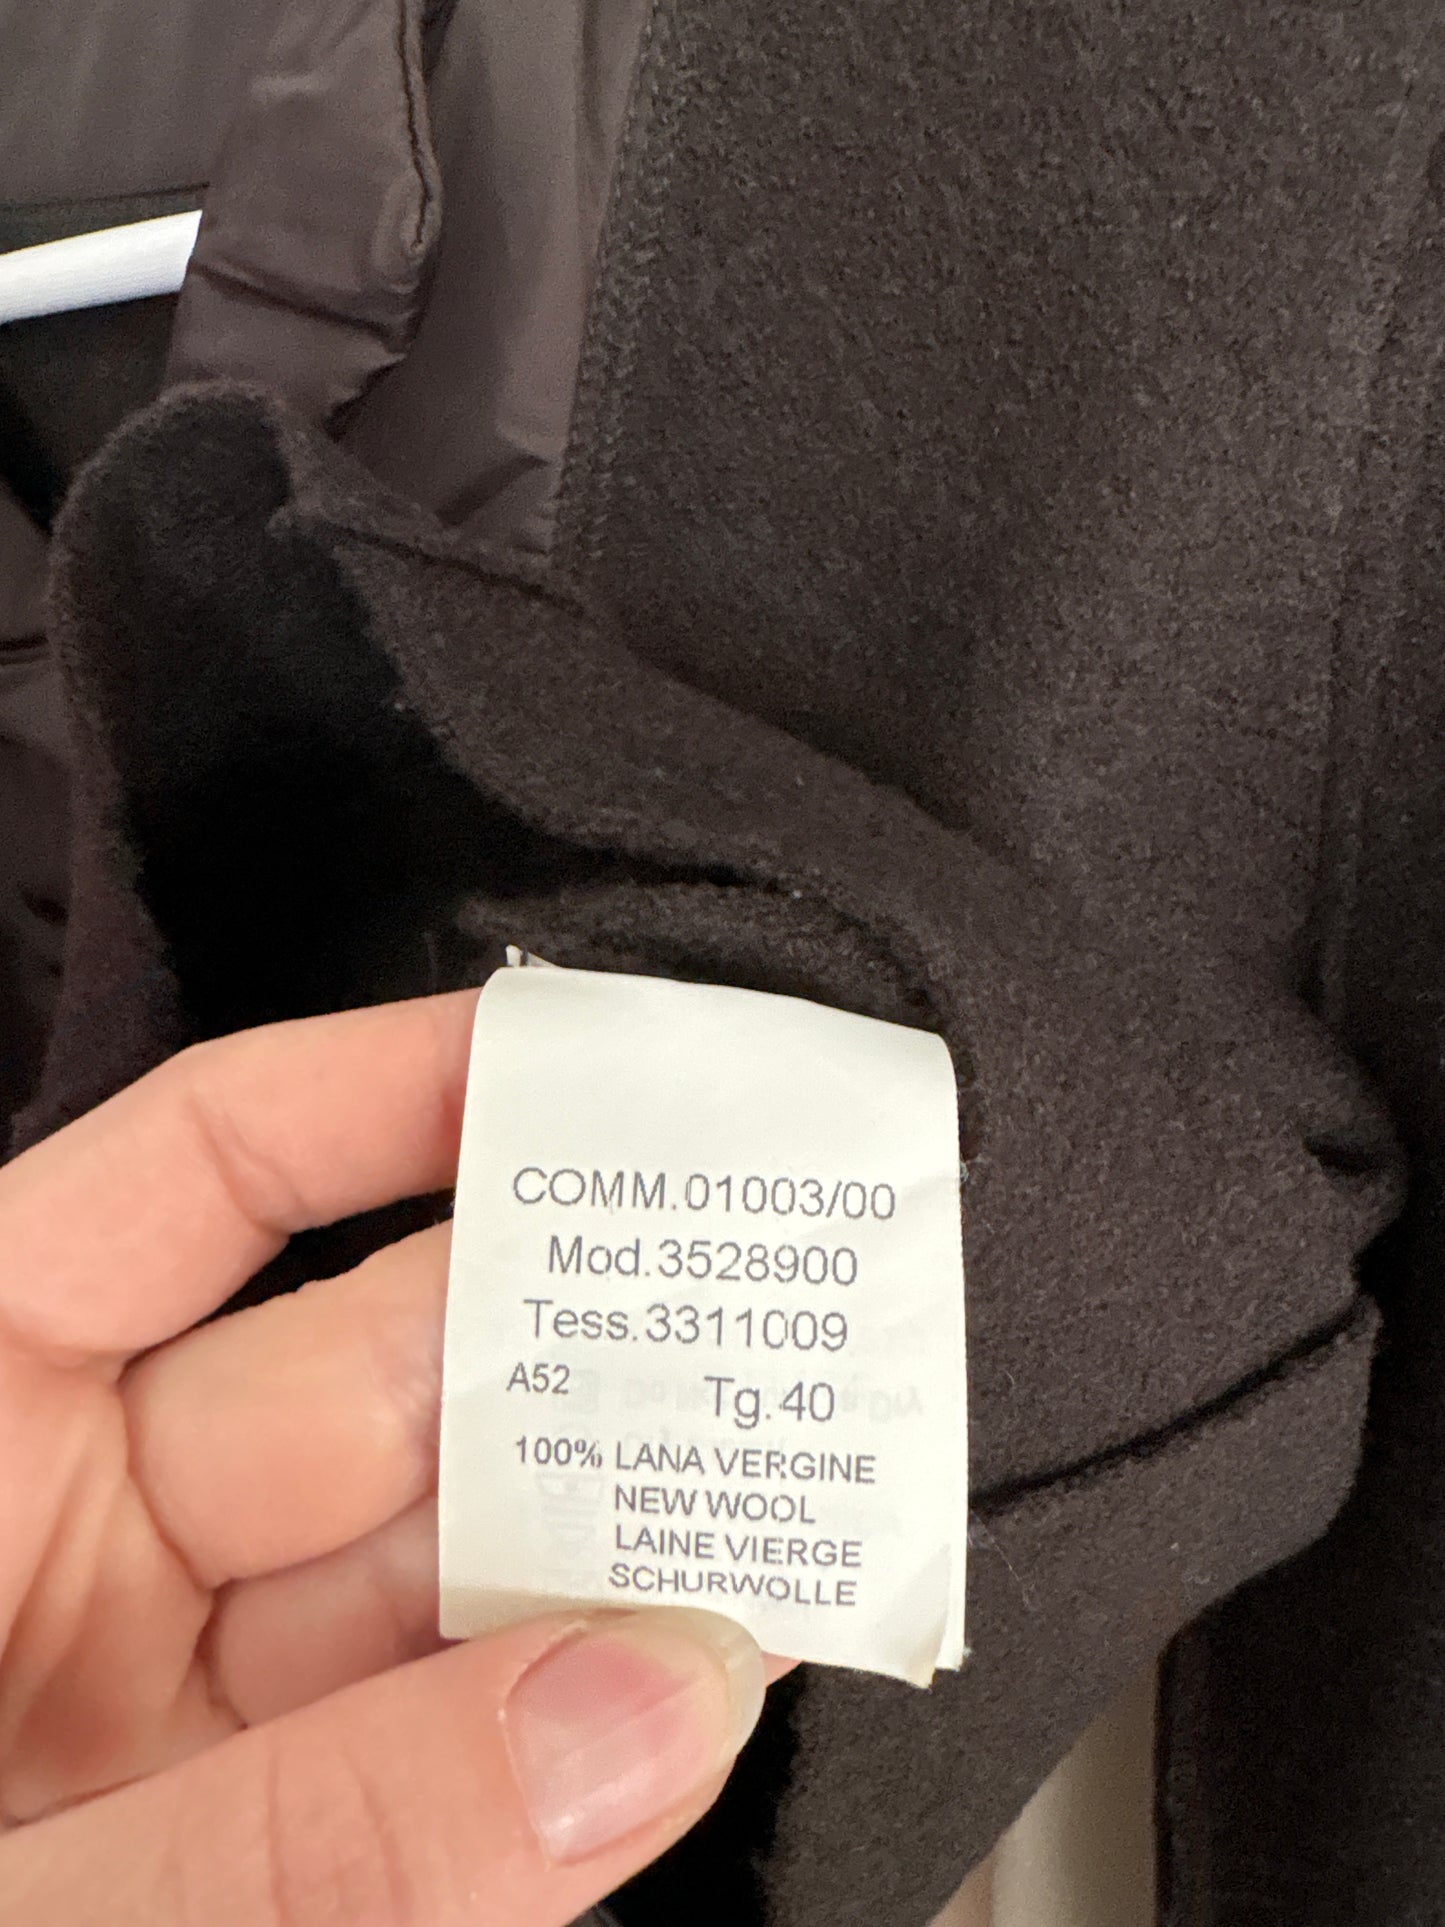 COMM.01003/00
Mod.3528900
Tess.3311009
A52 Tg.40
100% LANA VERGINE
NEW WOOL
LAINE VIERGE
SCHURWOLLE